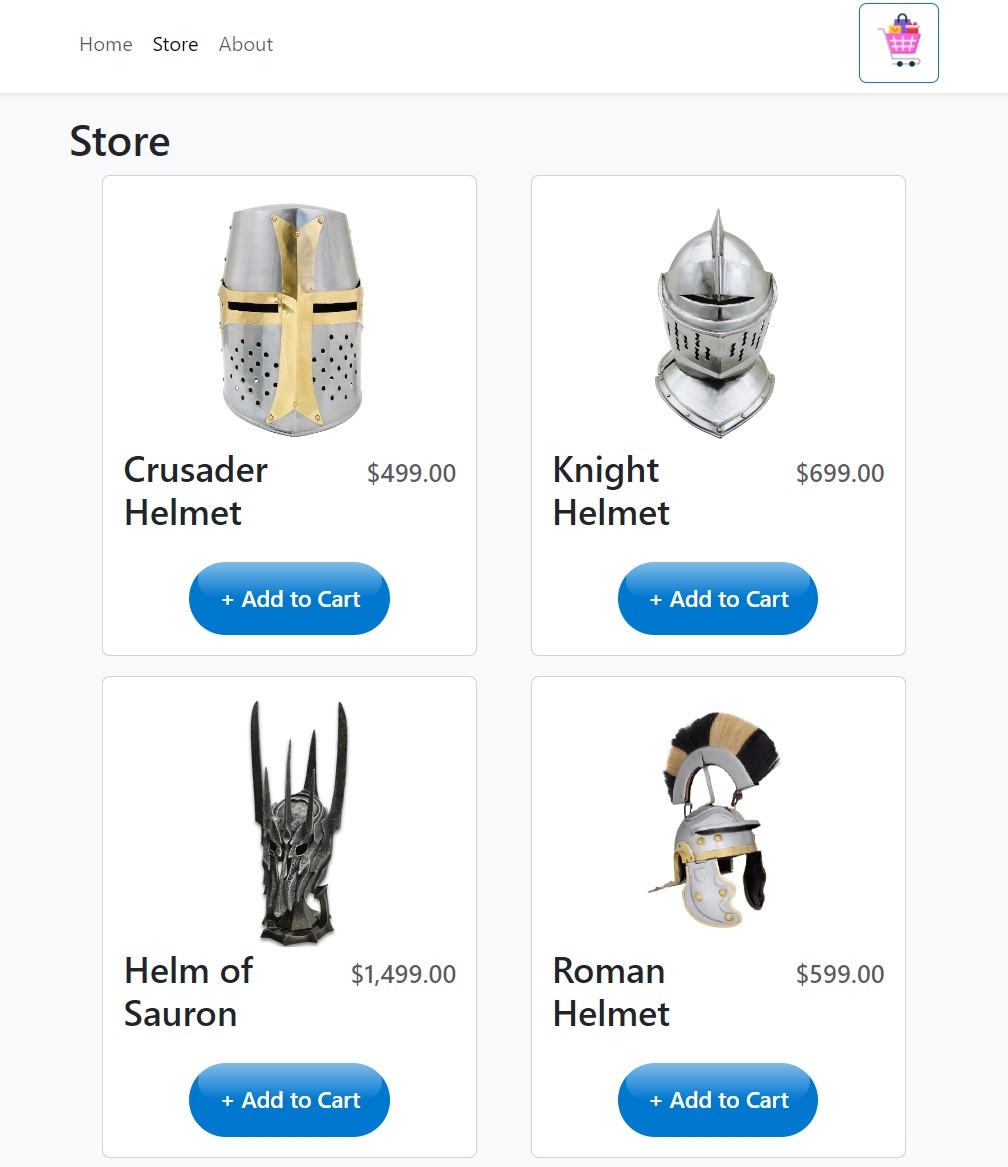 Home Store About
Store
Crusader Helmet $499.00
+ Add to Cart
Knight Helmet $699.00
+ Add to Cart
Helm of Sauron $1,499.00
+ Add to Cart
Roman Helmet $599.00
+ Add to Cart